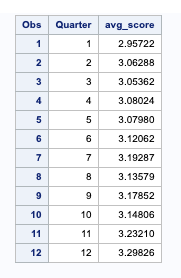 Obs Quarter avg_score
1 1 2.95722
2 2 3.06288
3 3 3.05362
4 4 3.08024
5 5 3.07980
6 6 3.12062
7 7 3.19287
8 8 3.13579
9 9 3.17852
10 10 3.14806
11 11 3.23210
12 12 3.29826